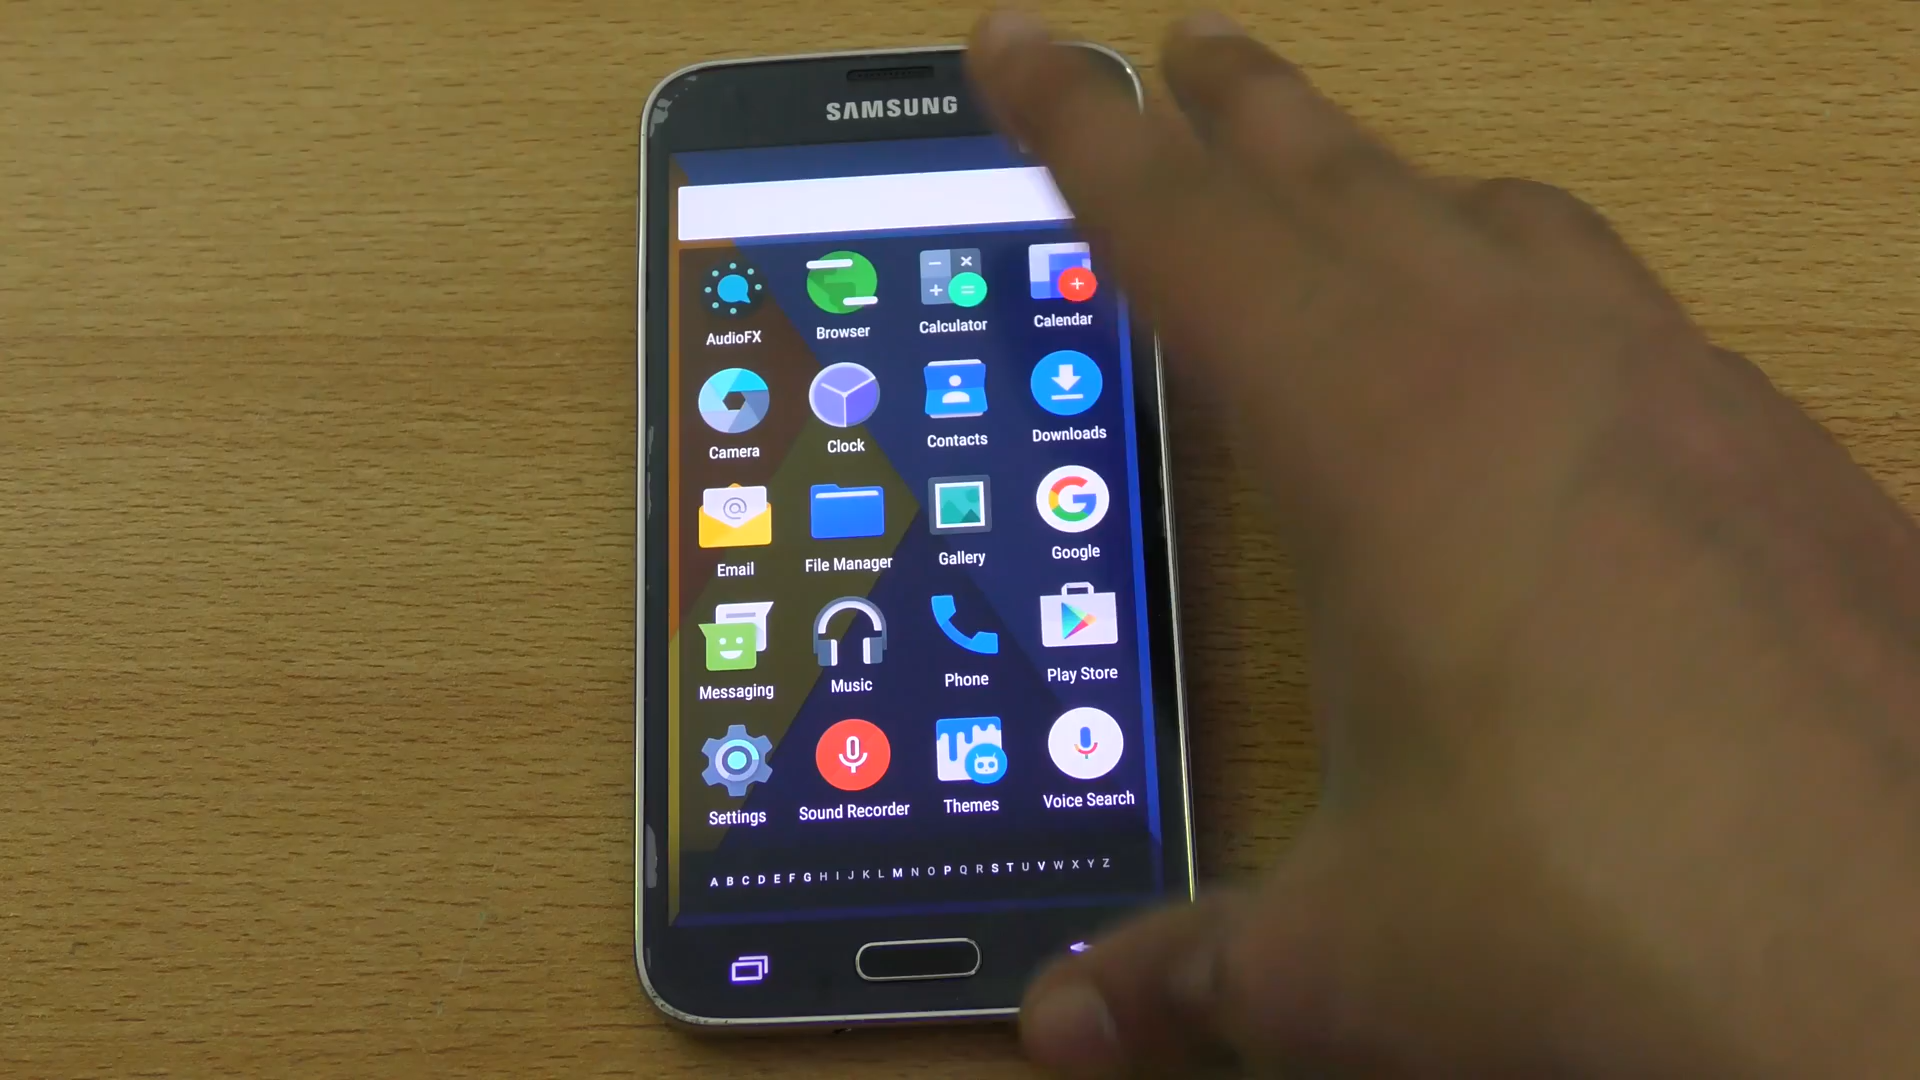 SAMSUNG
AudioFX
Browser
Calculator
Calendar
Camera
Clock
Contacts
Downloads
Email
File Manager
Gallery
Google
Messaging
Music
Phone
Play Store
Settings
Sound Recorder
Themes
Voice Search
A B C D E F G H I J K L M N O P Q R S T U V W X Y Z